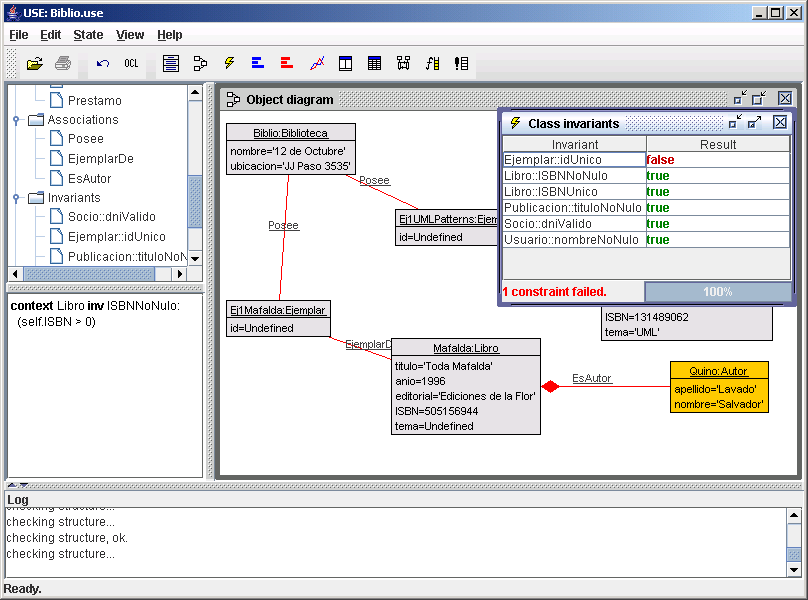 USE: Biblio.use
File Edit State View Help
OCL
Prestamo
Associations
Posee
EjemplarDe
EsAutor
Invariants
Socio::dniValido
Ejemplar::idUnico
Publicacion::tituloNoN
context Libro inv ISBNNoNulo:
(self.ISBN > 0)
Object diagram
Biblio:Biblioteca
nombre='12 de Octubre'
ubicacion='JJ Paso 3535'
Posee
Posee
Ej1UMLPatterns:Ejem
id=Undefined
Ej1Mafalda:Ejemplar
id=Undefined
EjemplarD
Mafalda:Libro
titulo='Toda Mafalda'
anio=1996
editorial='Ediciones de la Flor'
ISBN=505156944
tema=Undefined
EsAutor
Quino:Autor
apellido='Lavado'
nombre='Salvador'
ISBN=131489062
tema='UML'
Class invariants
Invariant Result
Ejemplar::idUnico false
Libro::ISBNNoNulo true
Libro::ISBNUnico true
Publicacion::tituloNoNulo true
Socio::dniValido true
Usuario::nombreNoNulo true
1 constraint failed. 100%
Log
checking structure...
checking structure...
checking structure, ok.
checking structure...
Ready.